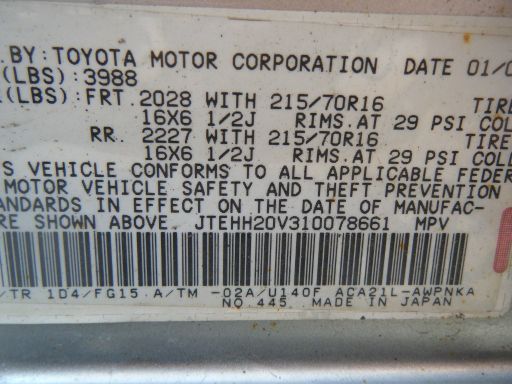 .BY:TOYOTA MOTOR CORPORATION DATE 01/0
(LBS):3988
(LBS):FRT. 2028 WITH 215/70R16 TIRE
16X6 1/2J RIMS.AT 29 PSI COL
RR. 2227 WITH 215/70R16 TIRE
16X6 1/2J RIMS.AT 29 PSI COL
S VEHICLE CONFORMS TO ALL APPLICABLE FEDER
MOTOR VEHICLE SAFETY AND THEFT PREVENTION
ANDARDS IN EFFECT ON THE DATE OF MANUFAC-
RE SHOWN ABOVE. JTEHH20V310078661 MPV
/TR 1D4/FG15 A/TM -02A/U140F ACA21L-AWPNKA
NO.445. MADE IN JAPAN